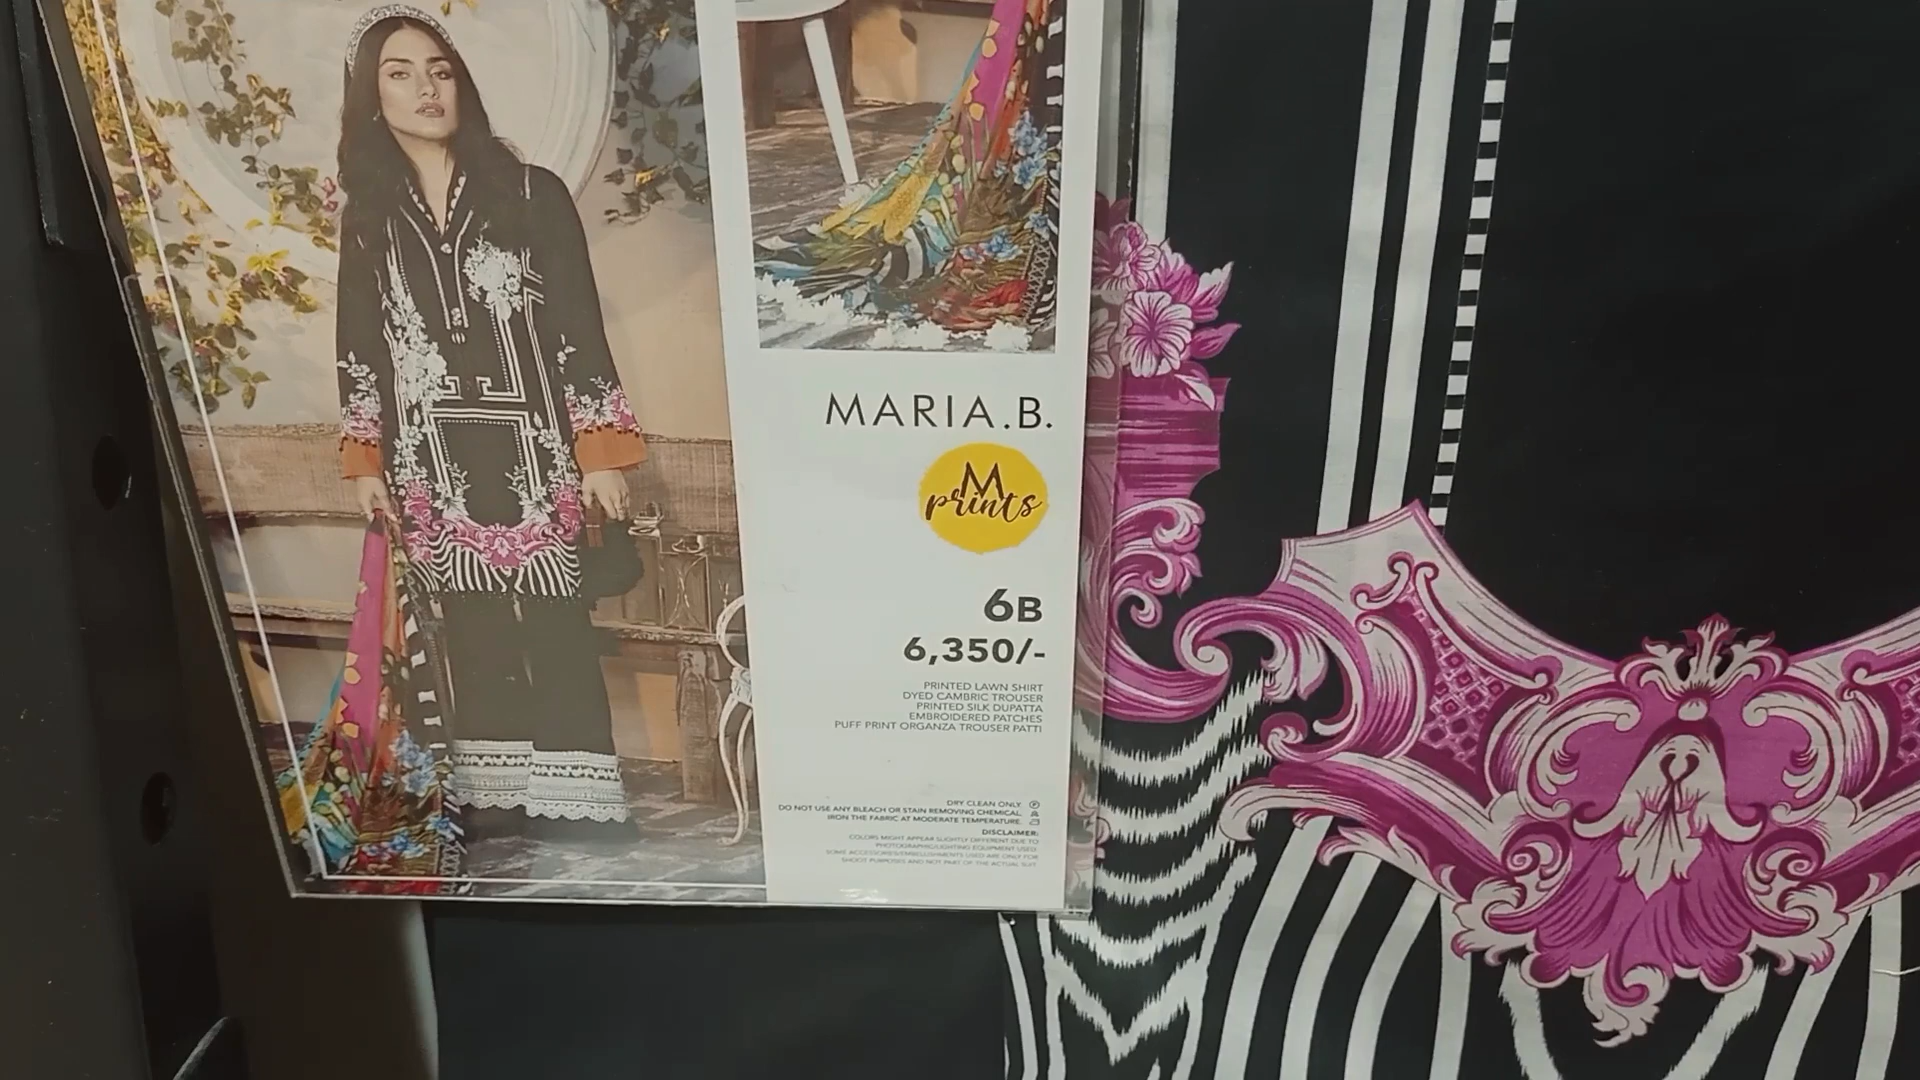 MARIA.B.
M
prints
6B
6,350/-
PRINTED LAWN SHIRT
DYED CAMBRIC TROUSER
PRINTED SILK DUPATTA
EMBROIDERED PATCHES
PUFF PRINT ORGANZA TROUSER PATTI
DRY CLEAN ONLY.
DO NOT USE ANY BLEACH OR STAIN REMOVING CHEMICAL.
IRON THE FABRIC AT MODERATE TEMPERATURE.
DISCLAIMER:
COLORS MIGHT APPEAR SLIGHTLY DIFFERENT DUE TO
PHOTOGRAPHIC/LIGHTING EQUIPMENT USED.
SOME ACCESSORIES/EMBELLISHMENTS USED ARE ONLY FOR
SHOOT PURPOSES AND NOT PART OF THE ACTUAL SUIT.